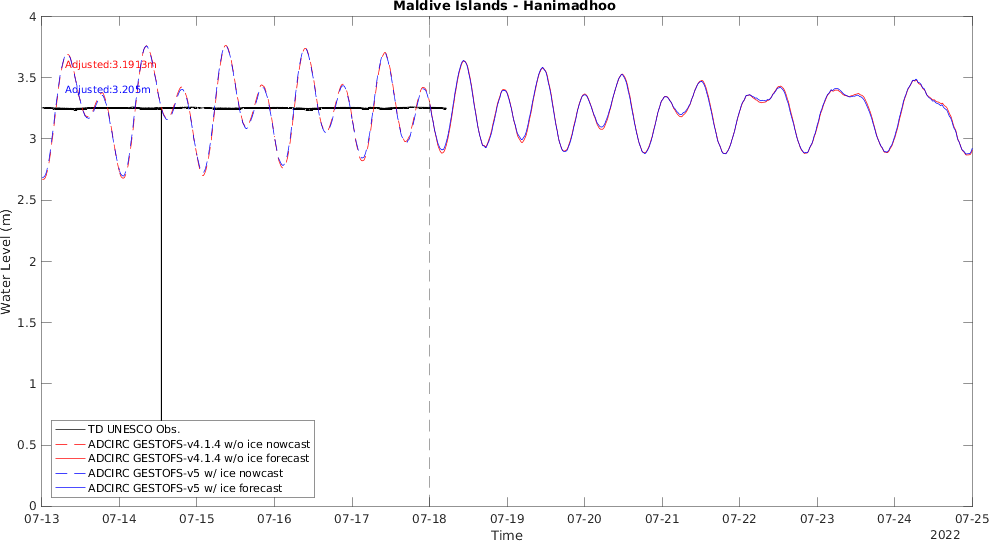 Maldive Islands - Hanimadhoo
4
3.5
3
2.5
2
1.5
1
0.5
0
Water Level (m)
Adjusted:3.1913m
Adjusted:3.205m
TD UNESCO Obs.
ADCIRC GESTOFS-v4.1.4 w/o ice nowcast
ADCIRC GESTOFS-v4.1.4 w/o ice forecast
ADCIRC GESTOFS-v5 w/ ice nowcast
ADCIRC GESTOFS-v5 w/ ice forecast
07-13 07-14 07-15 07-16 07-17 07-18 07-19 07-20 07-21 07-22 07-23 07-24 07-25
Time
2022